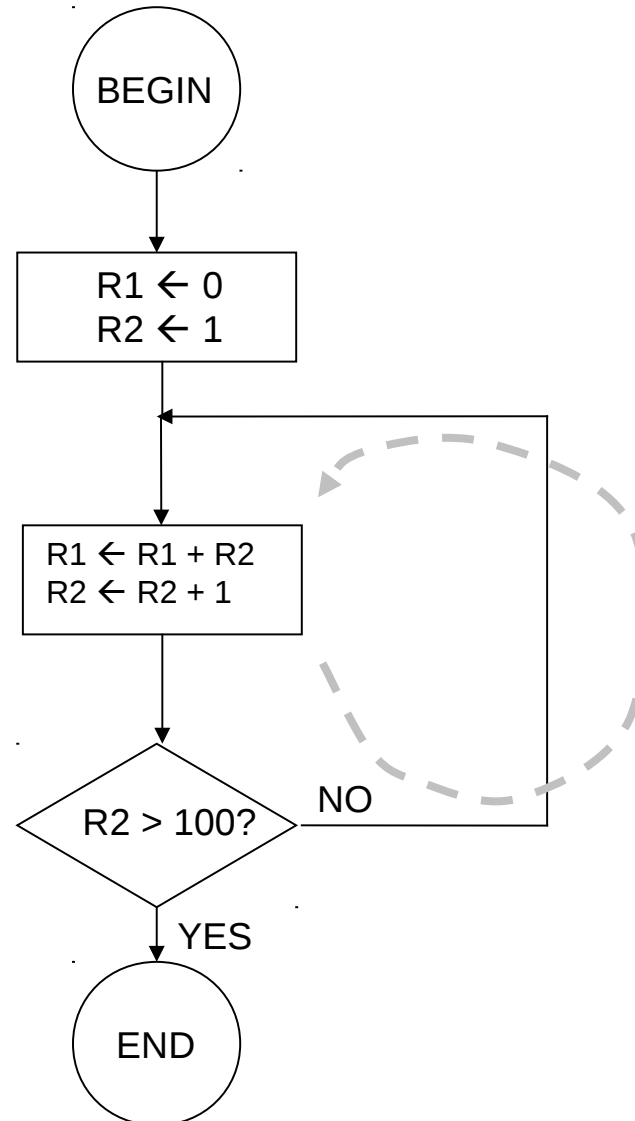 BEGIN
R1 ← 0
R2 ← 1
R1 ← R1 + R2
R2 ← R2 + 1
R2 > 100?
NO
YES
END